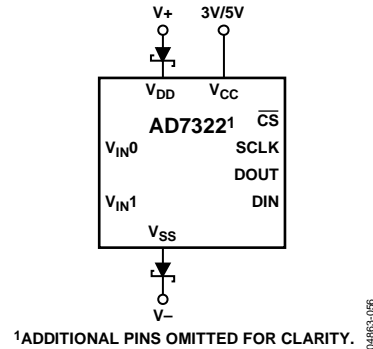 V+ 3V/5V
VDD VCC
AD7322¹
CS
VIN0 SCLK
DOUT
VIN1 DIN
VSS
V–
¹ADDITIONAL PINS OMITTED FOR CLARITY.
04863-056